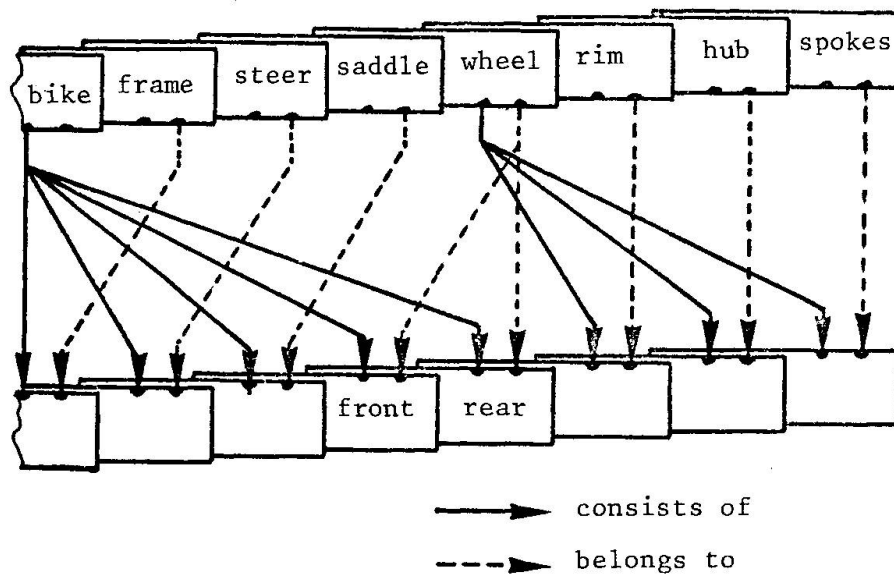 bike frame steer saddle wheel rim hub spokes
front rear
consists of
belongs to